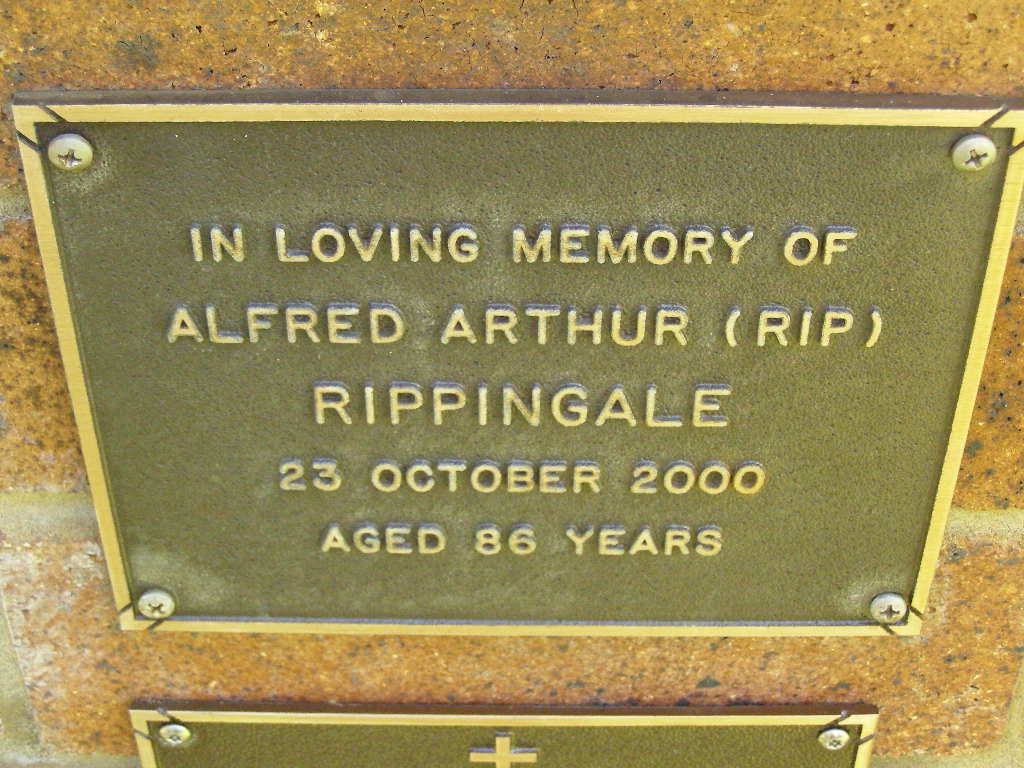 IN LOVING MEMORY OF
ALFRED ARTHUR (RIP)
RIPPINGALE
23 OCTOBER 2000
AGED 86 YEARS